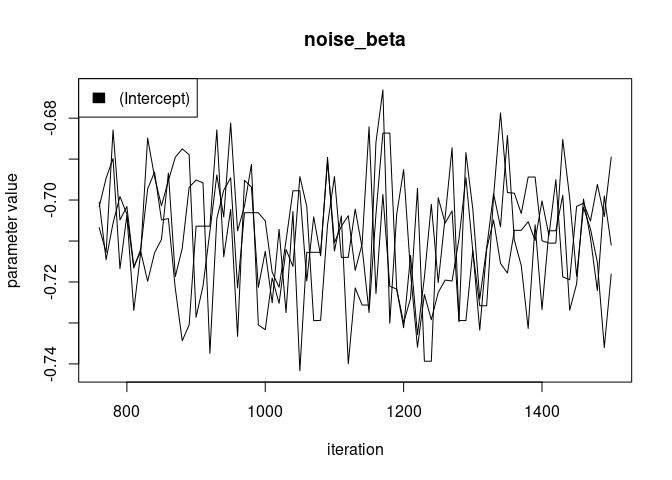 noise_beta
(Intercept)
parameter value
-0.68
-0.70
-0.72
-0.74
800
1000
1200
1400
iteration